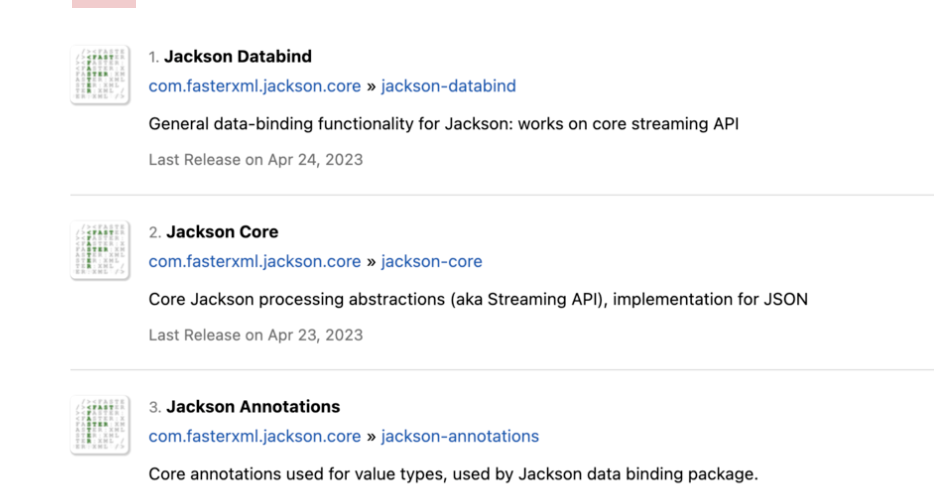 1. Jackson Databind
com.fasterxml.jackson.core » jackson-databind
General data-binding functionality for Jackson: works on core streaming API
Last Release on Apr 24, 2023
2. Jackson Core
com.fasterxml.jackson.core » jackson-core
Core Jackson processing abstractions (aka Streaming API), implementation for JSON
Last Release on Apr 23, 2023
3. Jackson Annotations
com.fasterxml.jackson.core » jackson-annotations
Core annotations used for value types, used by Jackson data binding package.